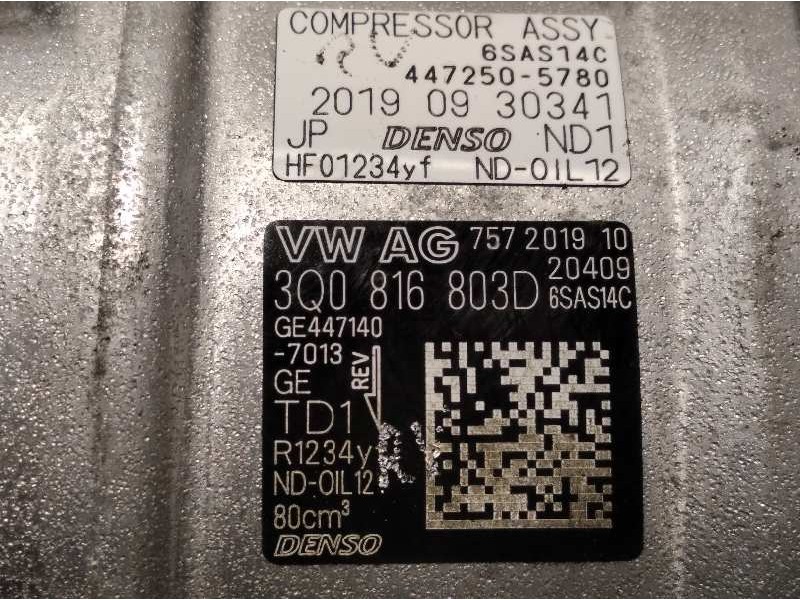 COMPRESSOR ASSY
6SAS14C
447250-5780
2019 09 30341
JP DENSO ND1
HF01234yf ND-OIL12
VW AG 757 2019 10
20409
3Q0 816 803D 6SAS14C
GE447140
-7013
GE
REV
TD1
R1234y
ND-OIL12
80cm³
DENSO